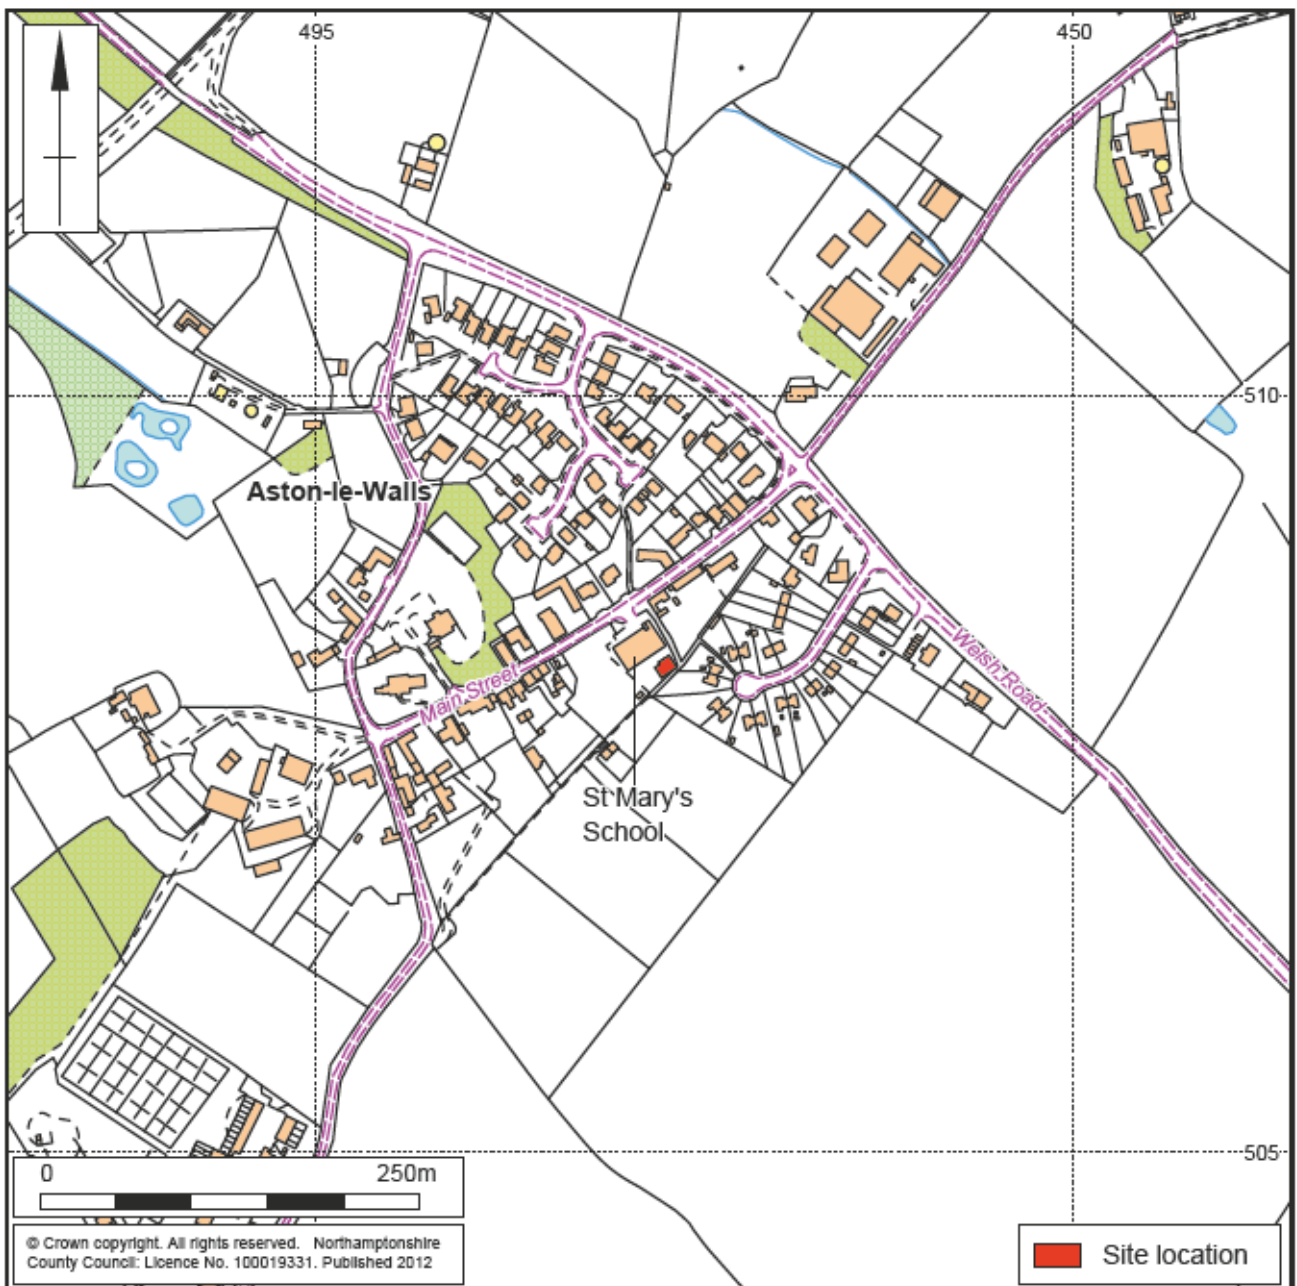 495
450
510
Aston-le-Walls
Main Street
Welsh Road
St Mary's
School
505
0 250m
© Crown copyright. All rights reserved. Northamptonshire
County Council: Licence No. 100019331. Published 2012
Site location